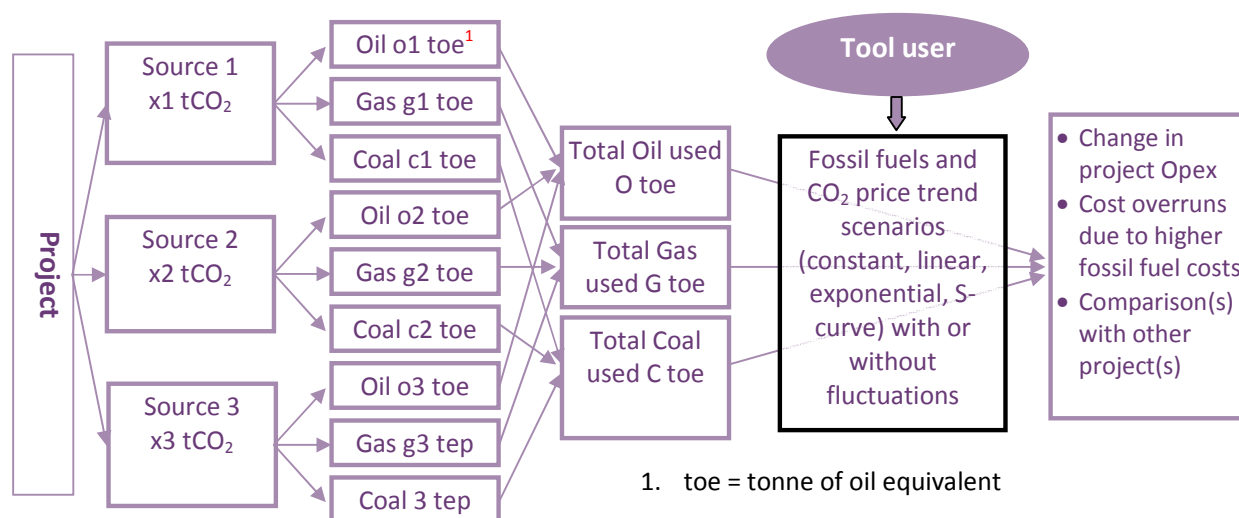 Project
Source 1
x1 tCO₂
Source 2
x2 tCO₂
Source 3
x3 tCO₂
Oil o1 toe¹
Gas g1 toe
Coal c1 toe
Oil o2 toe
Gas g2 toe
Coal c2 toe
Oil o3 toe
Gas g3 tep
Coal 3 tep
Total Oil used
O toe
Total Gas
used G toe
Total Coal
used C toe
Tool user
Fossil fuels and
CO₂ price trend
scenarios
(constant, linear,
exponential, S-
curve) with or
without
fluctuations
• Change in
project Opex
• Cost overruns
due to higher
fossil fuel costs
• Comparison(s)
with other
project(s)
1. toe = tonne of oil equivalent